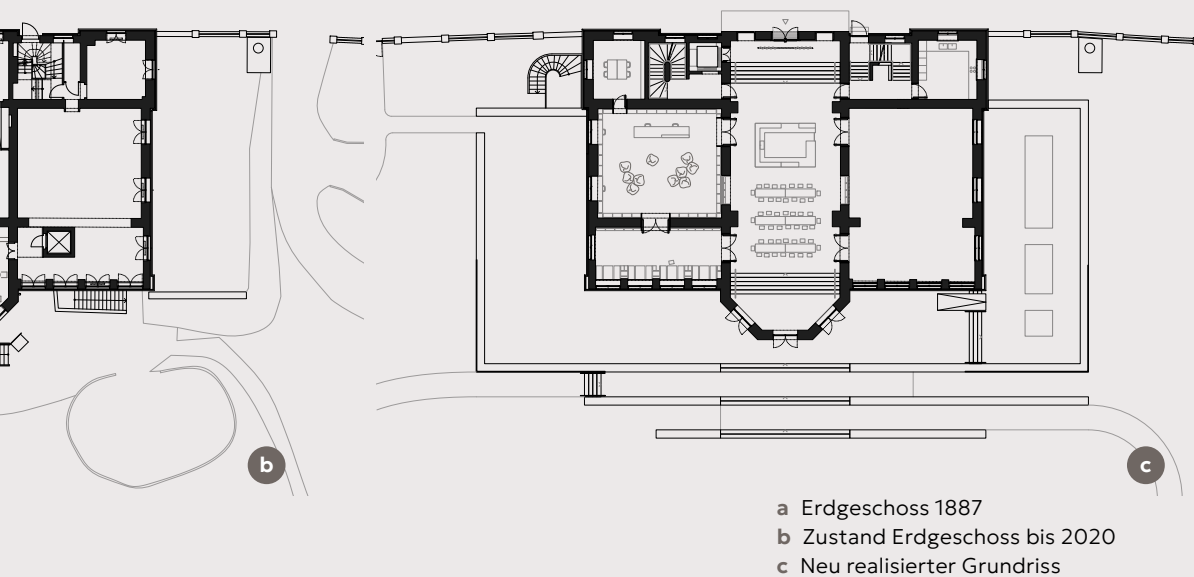 b
c
a Erdgeschoss 1887
b Zustand Erdgeschoss bis 2020
c Neu realisierter Grundriss